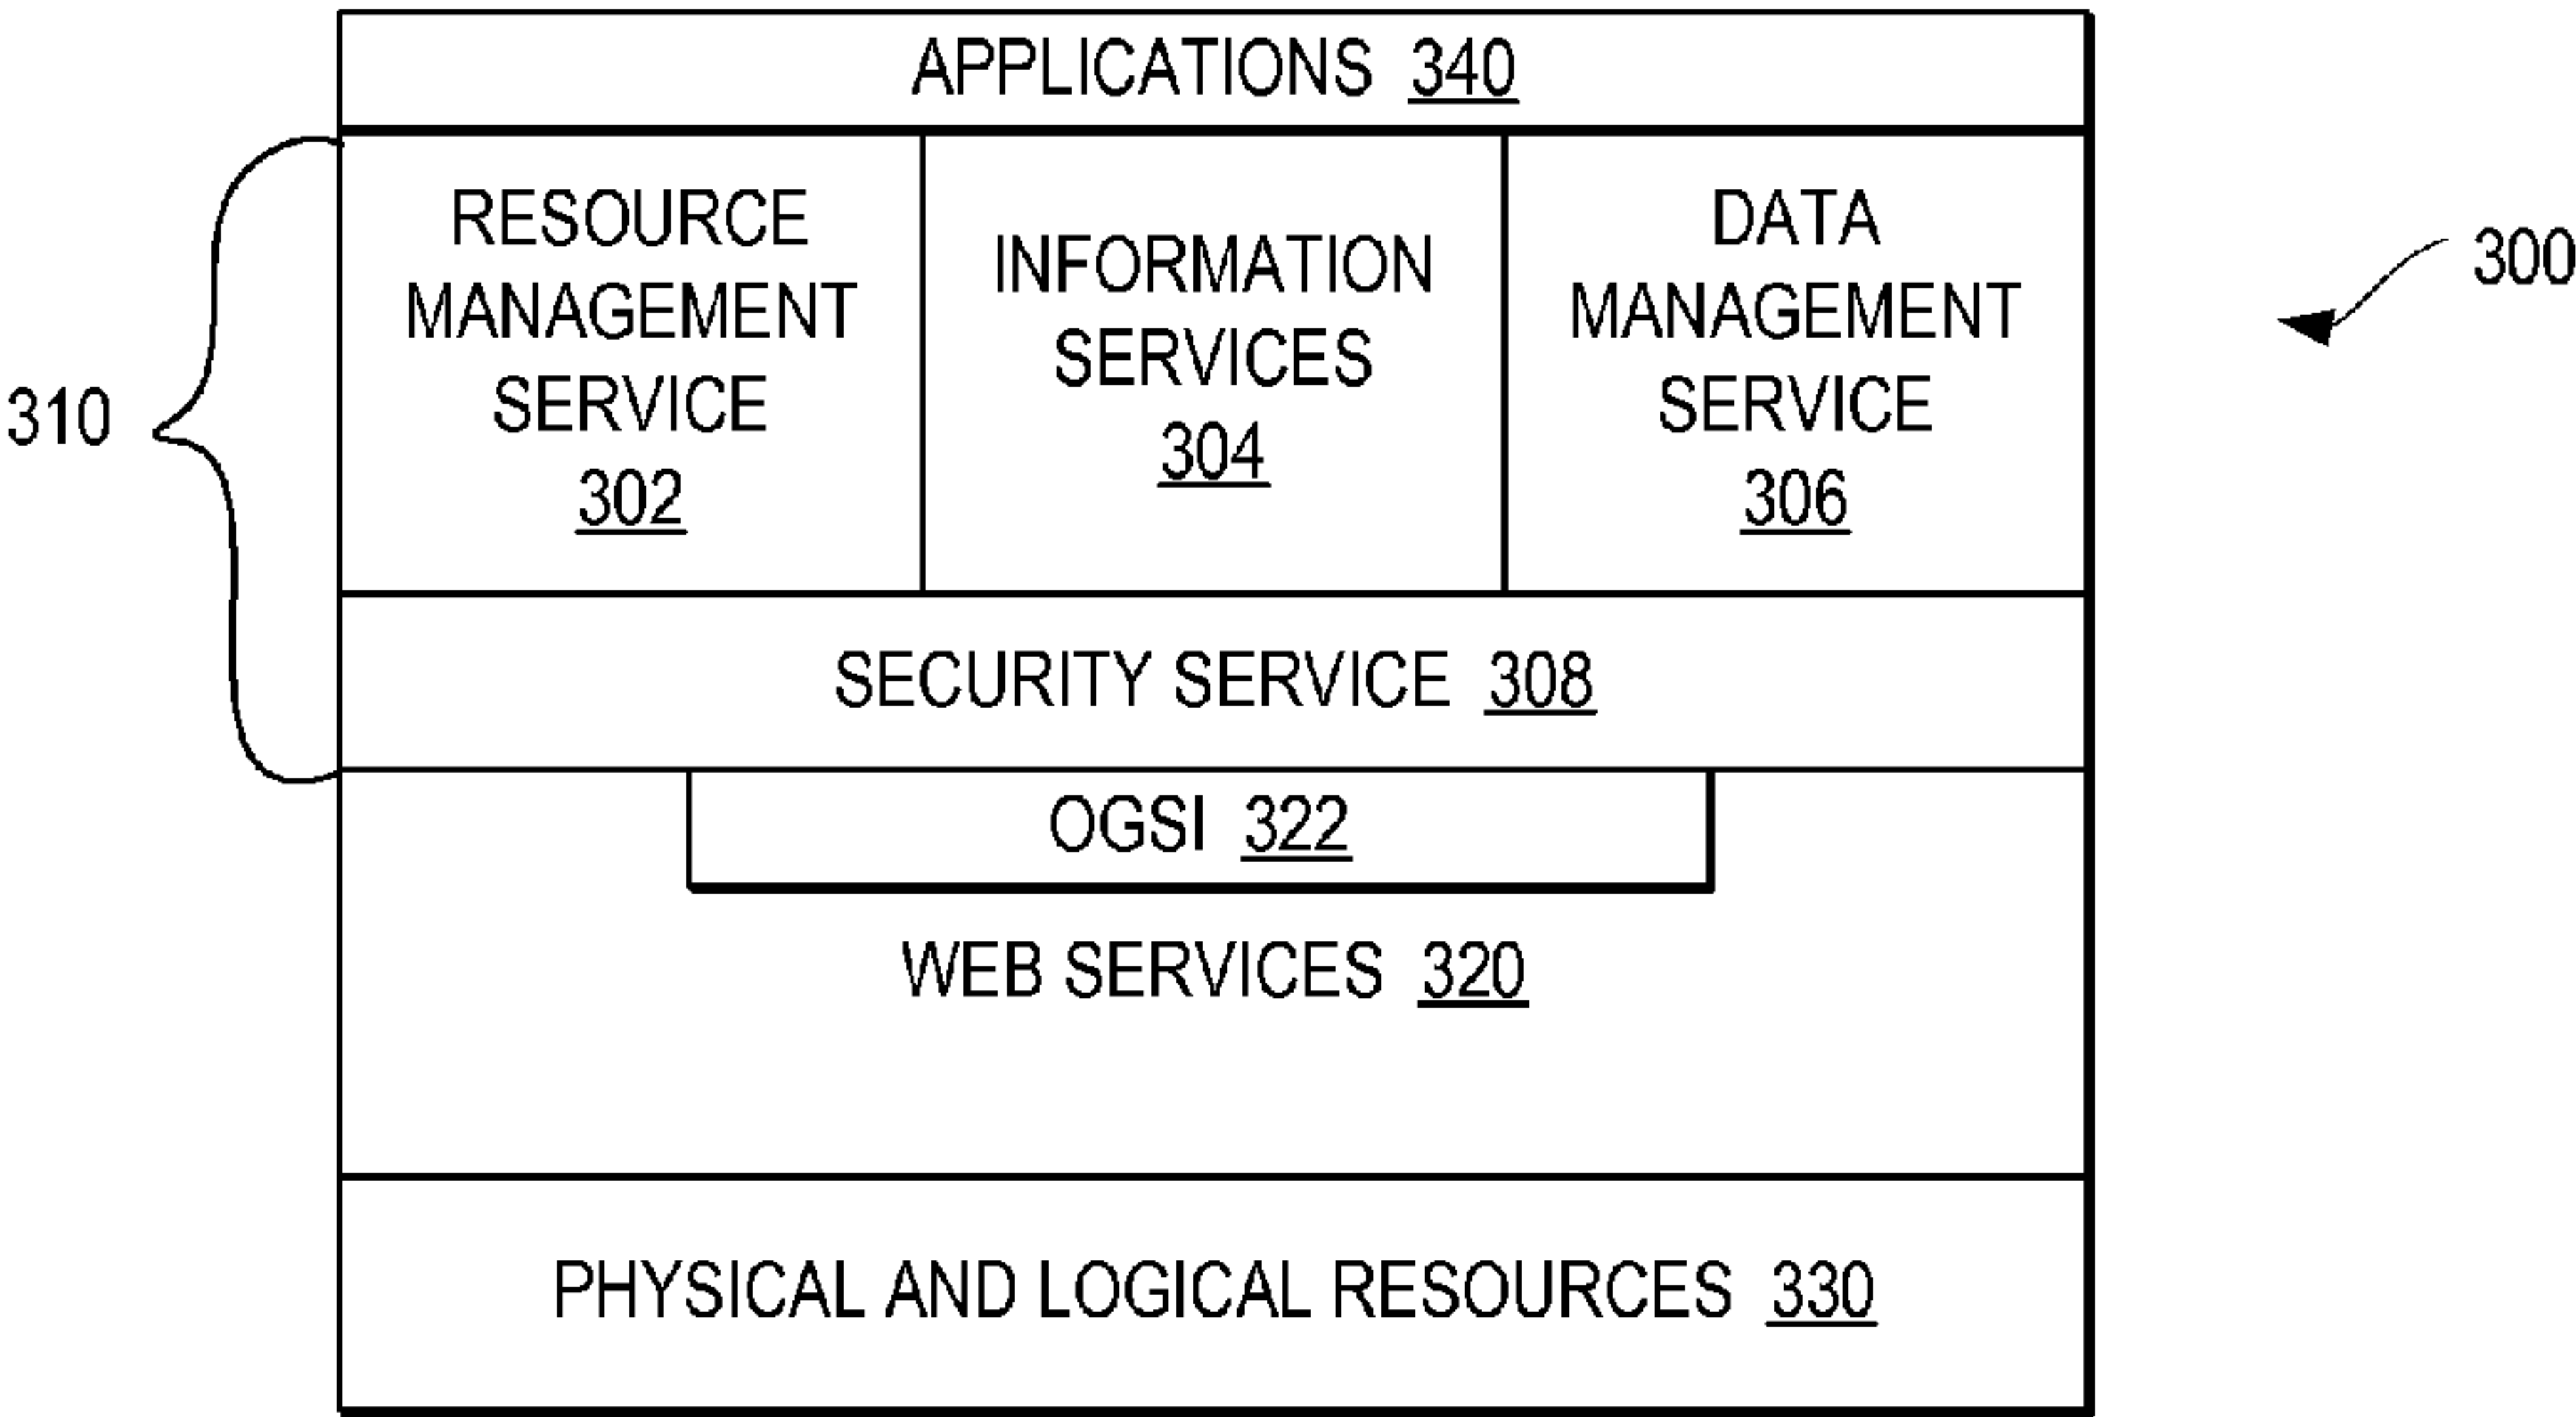 APPLICATIONS 340
RESOURCE
MANAGEMENT
SERVICE
302
INFORMATION
SERVICES
304
DATA
MANAGEMENT
SERVICE
306
300
310
SECURITY SERVICE 308
OGSI 322
WEB SERVICES 320
PHYSICAL AND LOGICAL RESOURCES 330